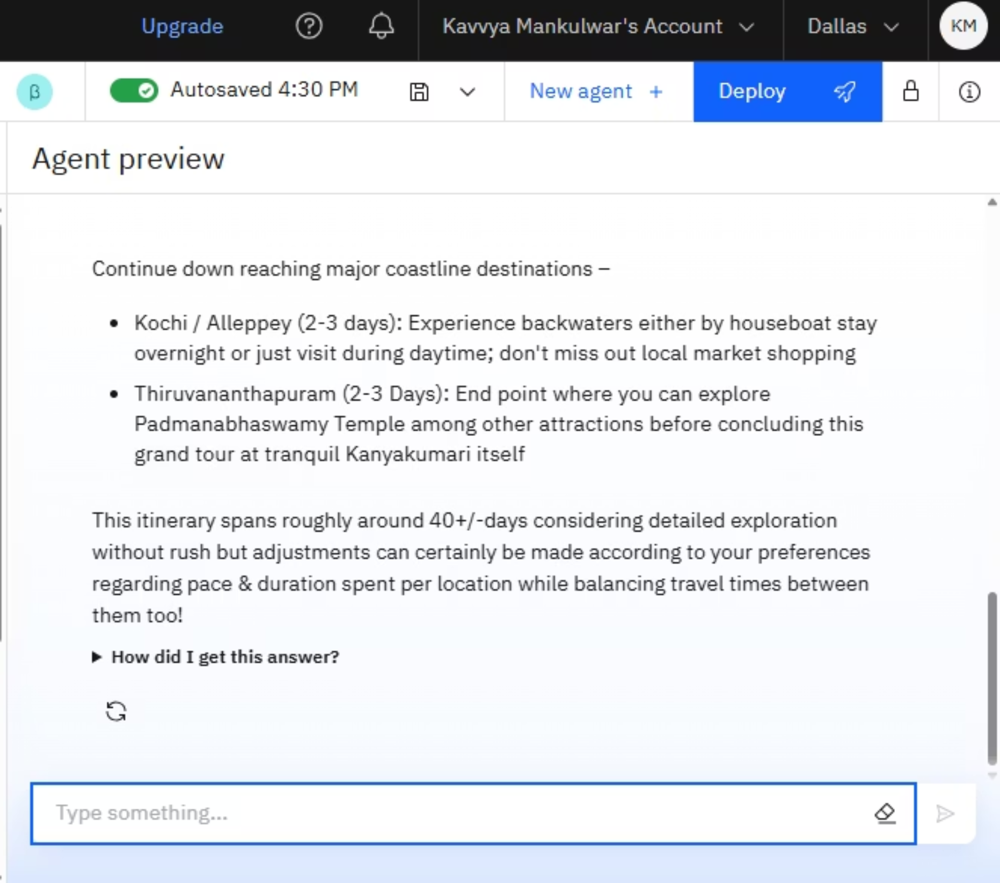 Upgrade Kavvya Mankulwar's Account Dallas KM
β Autosaved 4:30 PM New agent + Deploy
Agent preview
Continue down reaching major coastline destinations –
• Kochi / Alleppey (2-3 days): Experience backwaters either by houseboat stay
overnight or just visit during daytime; don't miss out local market shopping
• Thiruvananthapuram (2-3 Days): End point where you can explore
Padmanabhaswamy Temple among other attractions before concluding this
grand tour at tranquil Kanyakumari itself
This itinerary spans roughly around 40+/-days considering detailed exploration
without rush but adjustments can certainly be made according to your preferences
regarding pace & duration spent per location while balancing travel times between
them too!
How did I get this answer?
Type something...